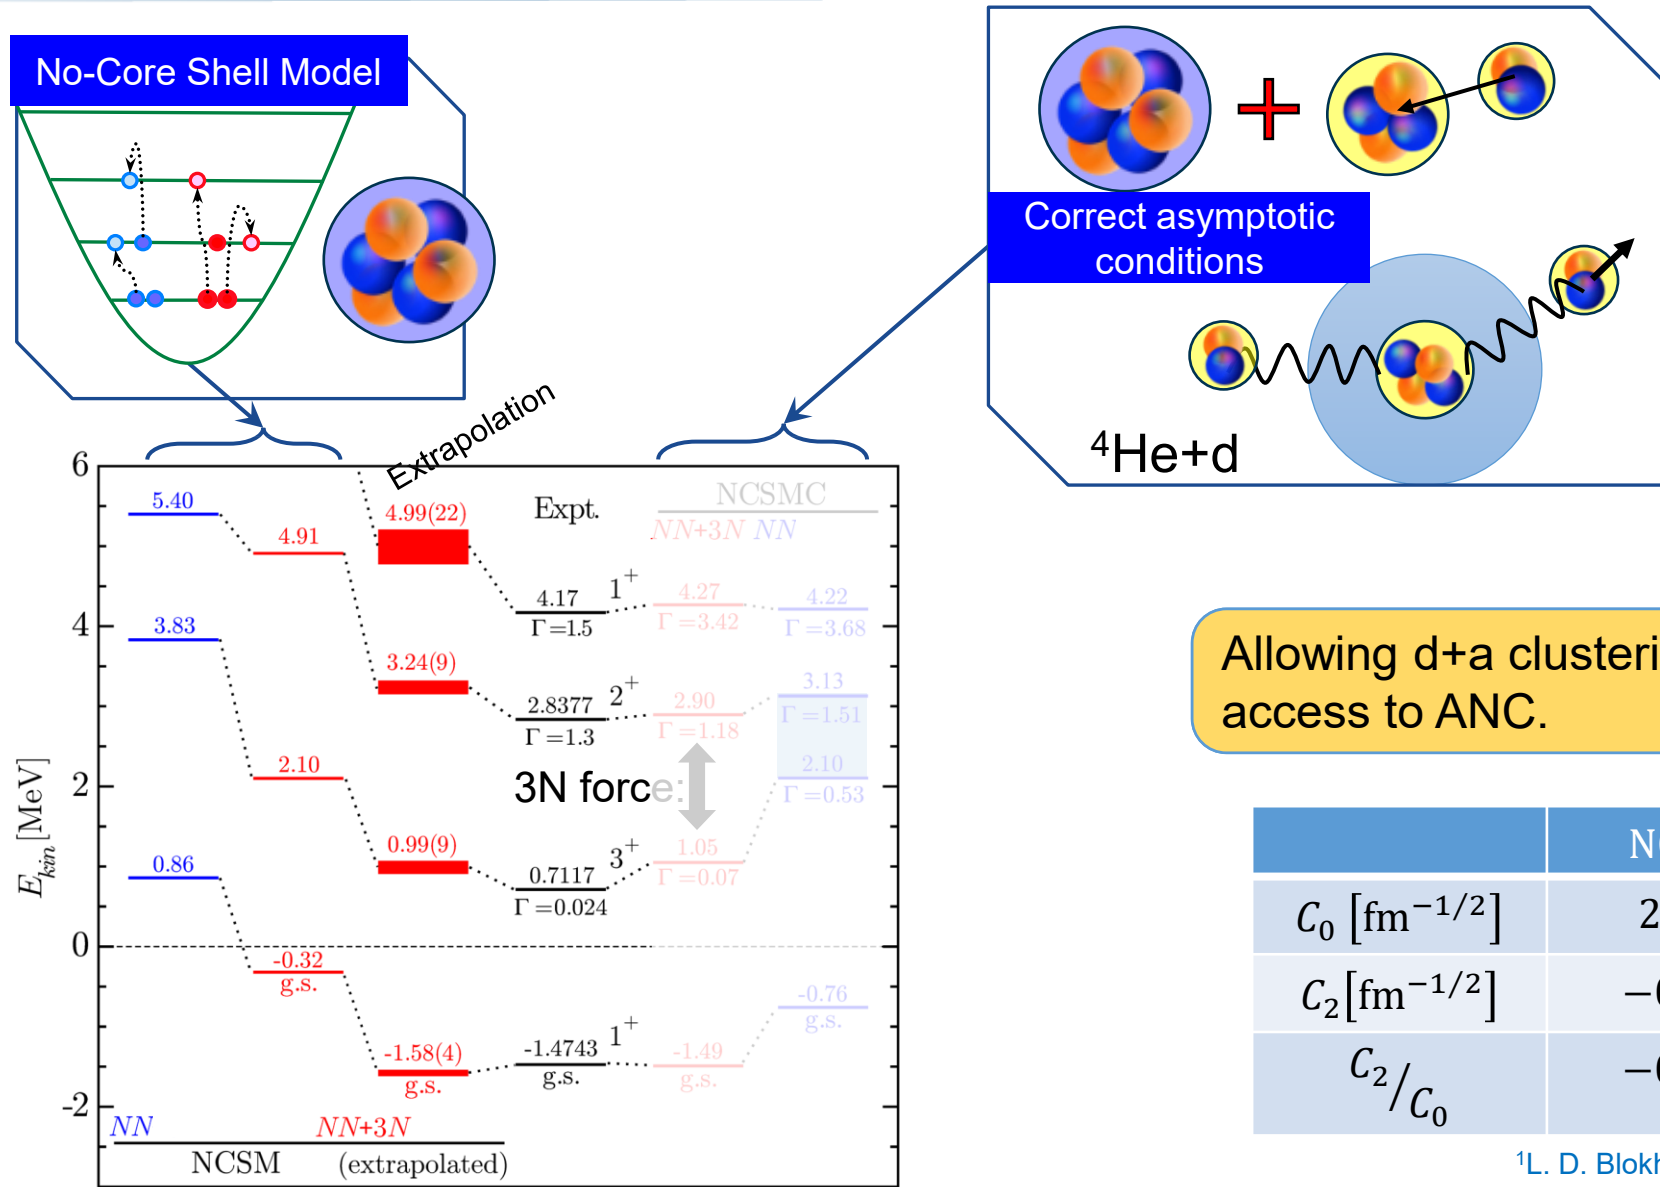 No-Core Shell Model
Correct asymptotic
conditions
⁴He+d
Extrapolation
6
4
2
0
-2
E_kin [MeV]
5.40
3.83
0.86
4.91
2.10
-0.32
g.s.
4.99(22)
3.24(9)
0.99(9)
-1.58(4)
g.s.
Expt.
4.17
Γ=1.5
1⁺
2.8377
Γ=1.3
2⁺
0.7117
Γ=0.024
3⁺
-1.4743
g.s.
1⁺
NCSMC
NN+3N NN
4.27
Γ=3.42
2.90
Γ=1.18
3N force:
1.05
Γ=0.07
-1.49
g.s.
4.22
Γ=3.68
3.13
Γ=1.51
2.10
Γ=0.53
-0.76
g.s.
NN
NN+3N
NCSM
(extrapolated)
Allowing d+a clusteri
access to ANC.
C₀ [fm⁻¹/²]
2
C₂[fm⁻¹/²]
C₂/C₀
¹L. D. Blokh